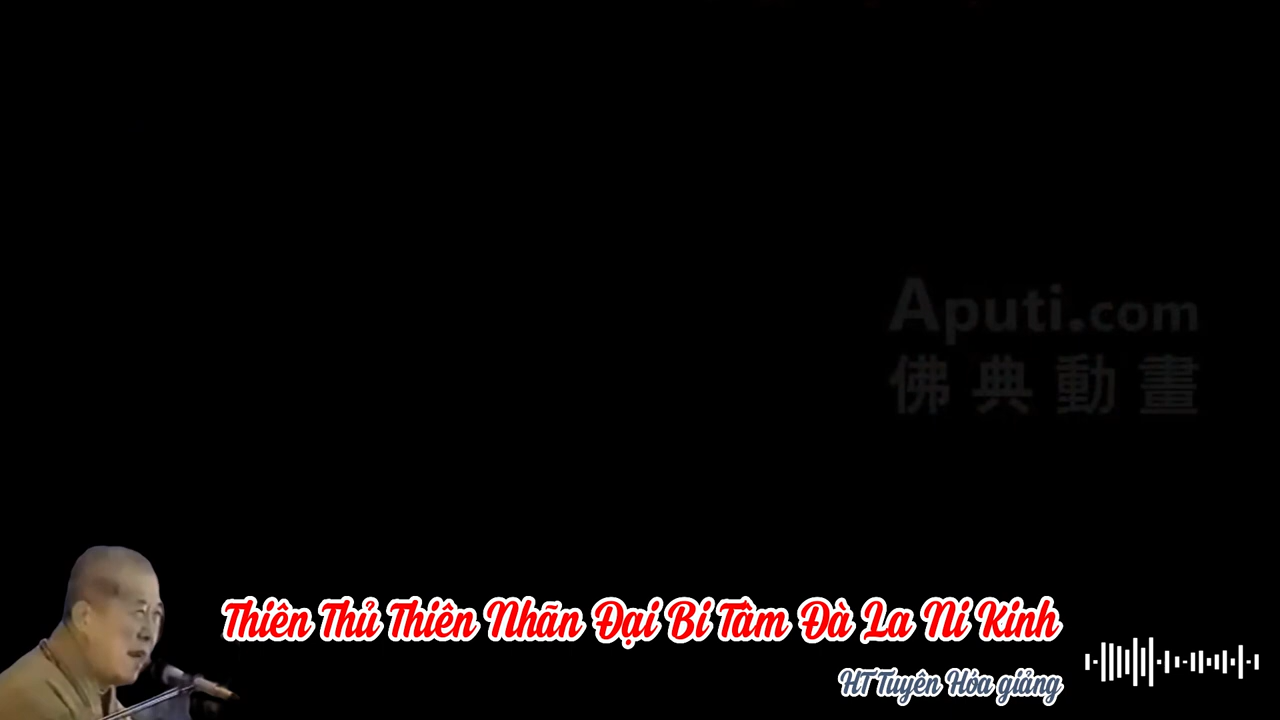 Aputi.com
佛典動畫
Thiên Thủ Thiên Nhãn Đại Bi Tâm Đà La Ni Kinh
HT Tuyên Hóa giảng